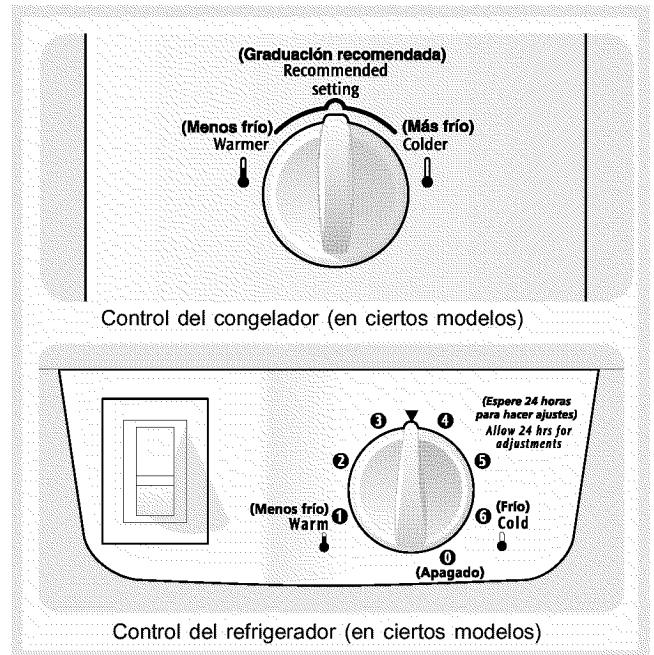 (Graduación recomendada)
Recommended
setting
(Menos frío)
Warmer
(Más frío)
Colder
Control del congelador (en ciertos modelos)
3
4
(Espere 24 horas
para hacer ajustes)
Allow 24 hrs for
adjustments
2
5
(Menos frío)
Warm
1
6
(Frío)
Cold
0
(Apagado)
Control del refrigerador (en ciertos modelos)